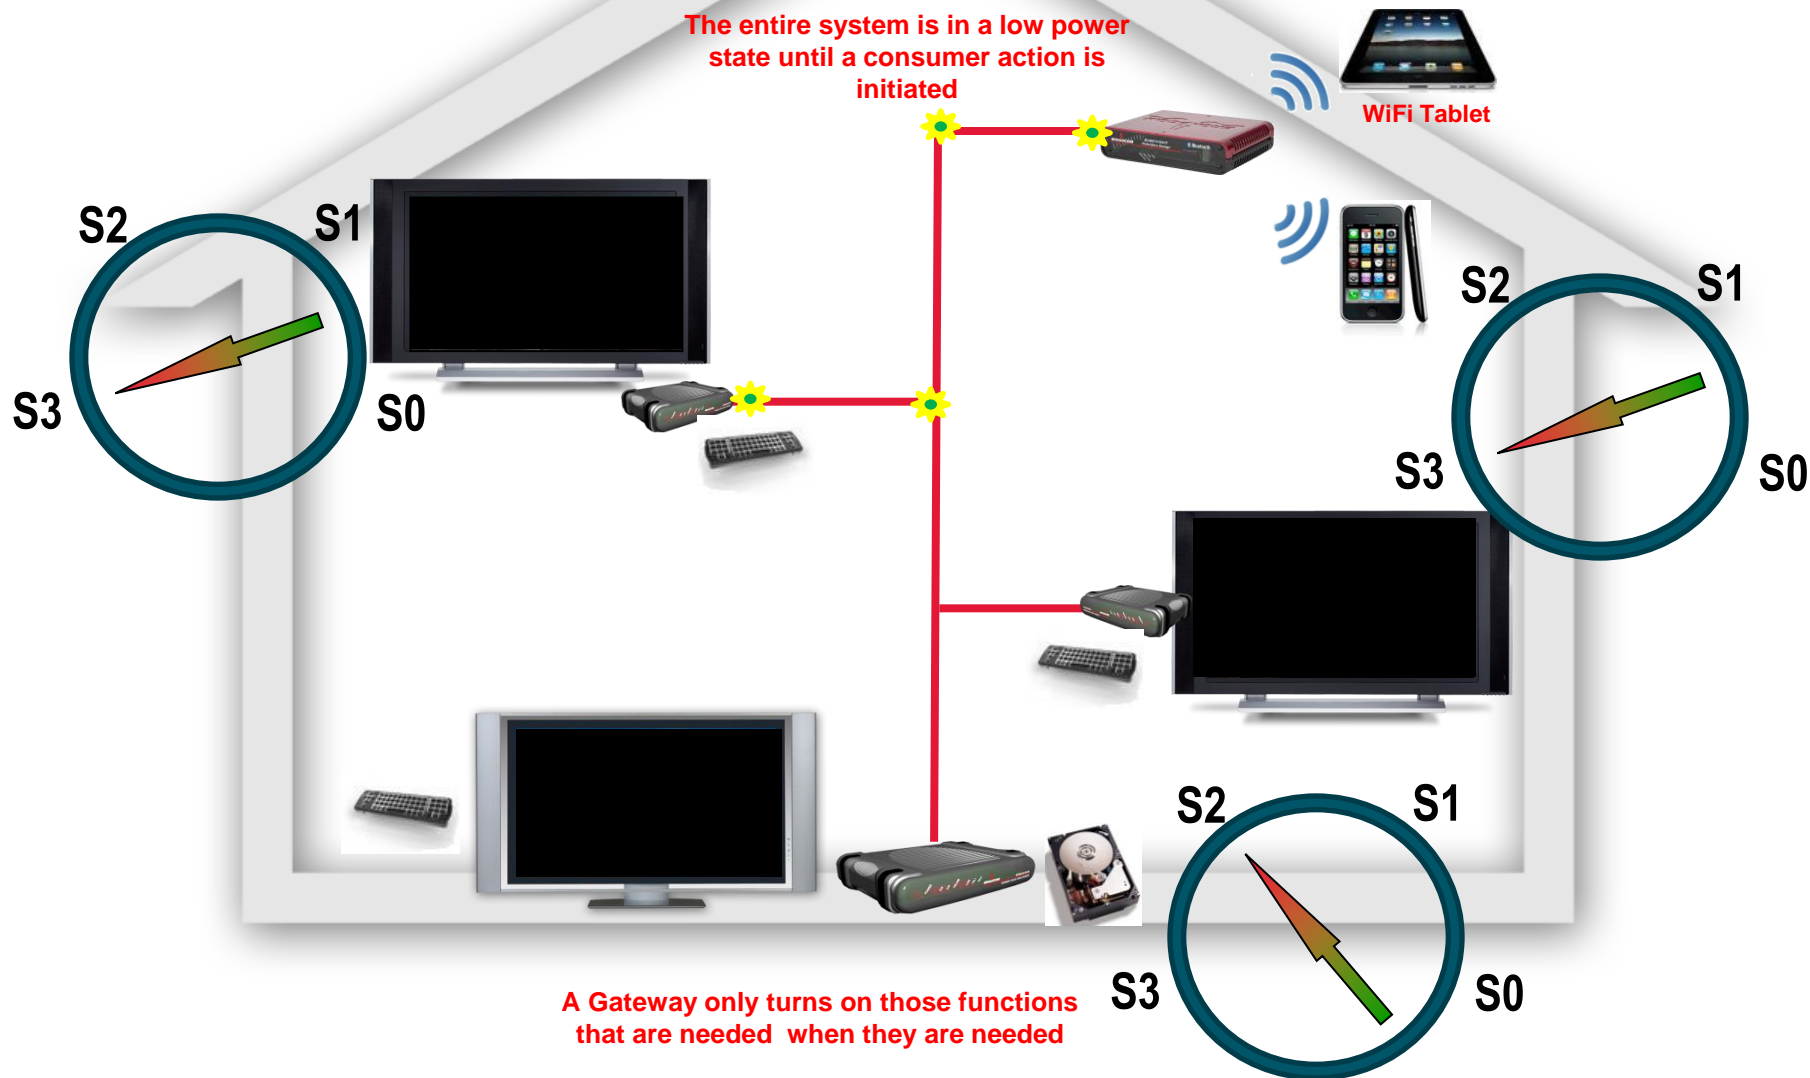 The entire system is in a low power
state until a consumer action is
initiated
WiFi Tablet
S2
S1
S3
S0
S2
S1
S3
S0
S2
S1
S3
S0
A Gateway only turns on those functions
that are needed when they are needed